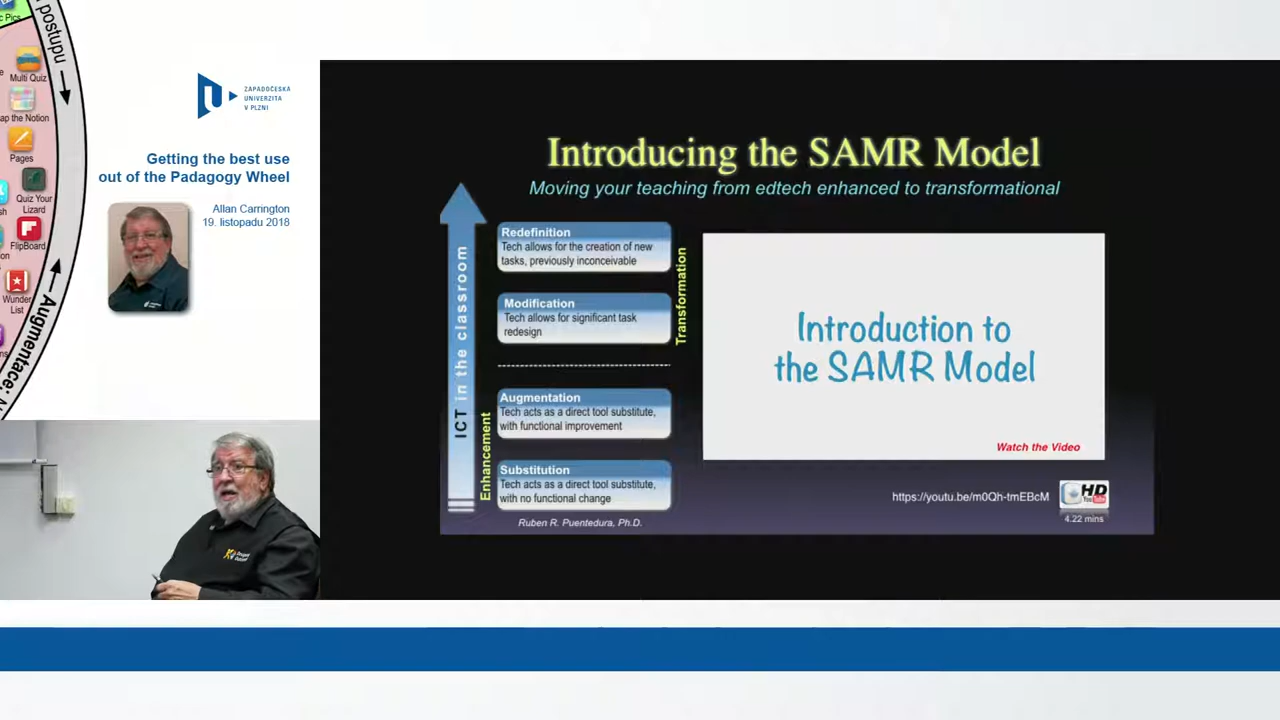 c Pics
postupu
Multi Quiz
ap the Notion
Pages
Quiz Your
Lizard
FlipBoard
Wunder
List
Augmentace:
ZÁPADOČESKÁ
UNIVERZITA
V PLZNI
Getting the best use
out of the Padagogy Wheel
Allan Carrington
19. listopadu 2018
Introducing the SAMR Model
Moving your teaching from edtech enhanced to transformational
ICT in the classroom
Redefinition
Tech allows for the creation of new
tasks, previously inconceivable
Modification
Tech allows for significant task
redesign
Transformation
Augmentation
Tech acts as a direct tool substitute,
with functional improvement
Substitution
Tech acts as a direct tool substitute,
with no functional change
Enhancement
Ruben R. Puentedura, Ph.D.
Introduction to
the SAMR Model
Watch the Video
https://youtu.be/m0Qh-tmEBcM
HD
YouTube
4.22 mins